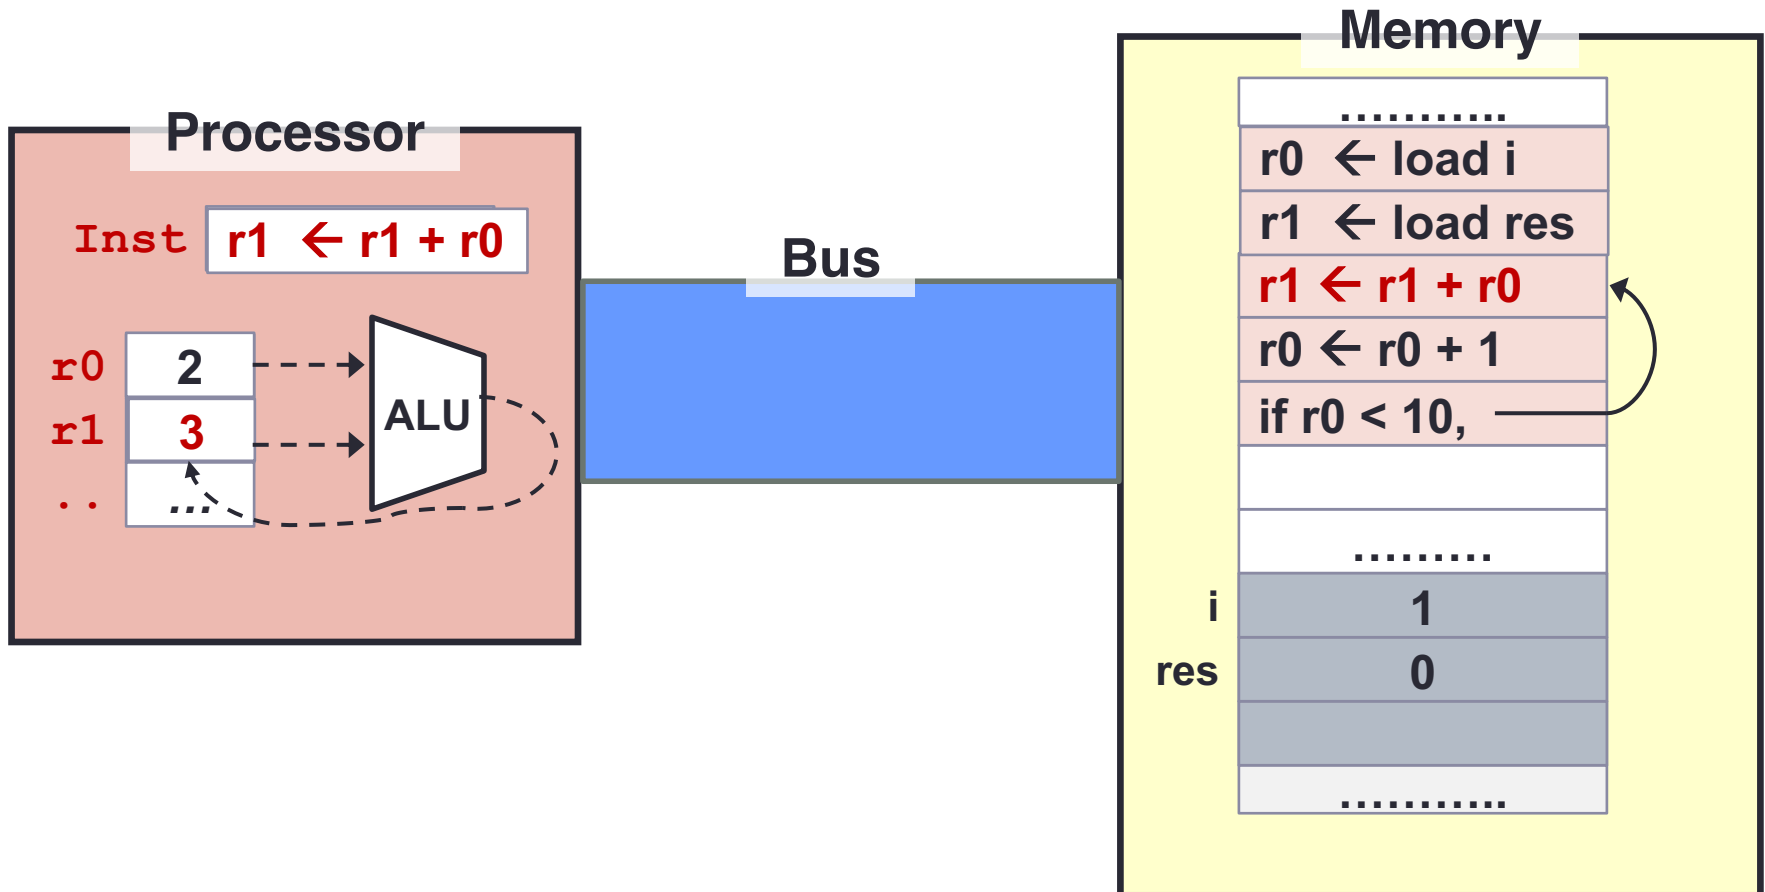 Processor
Inst r1 ← r1 + r0
r0 2
r1 3
.. ...
ALU
Bus
Memory
...........
r0 ← load i
r1 ← load res
r1 ← r1 + r0
r0 ← r0 + 1
if r0 < 10,
.........
i 1
res 0
...........